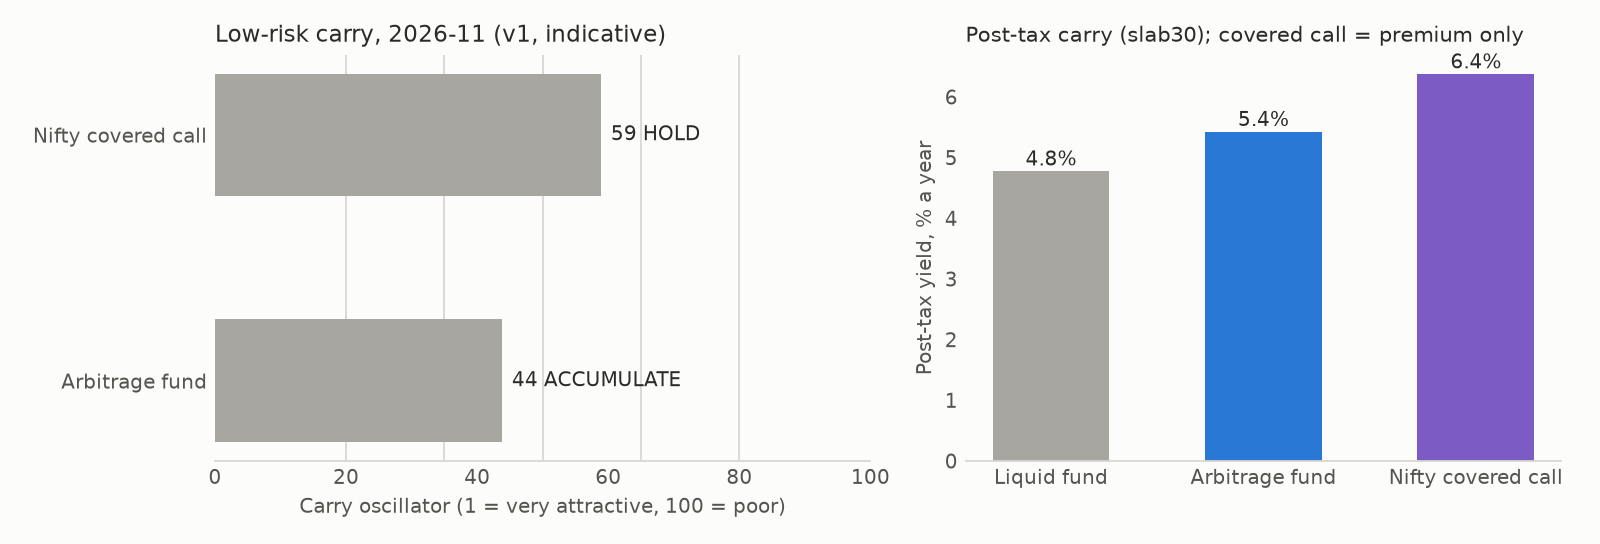 Low-risk carry, 2026-11 (v1, indicative)
Nifty covered call
59 HOLD
Arbitrage fund
44 ACCUMULATE
0 20 40 60 80 100
Carry oscillator (1 = very attractive, 100 = poor)
Post-tax carry (slab30); covered call = premium only
Post-tax yield, % a year
6
5
4
3
2
1
0
4.8%
5.4%
6.4%
Liquid fund Arbitrage fund Nifty covered call